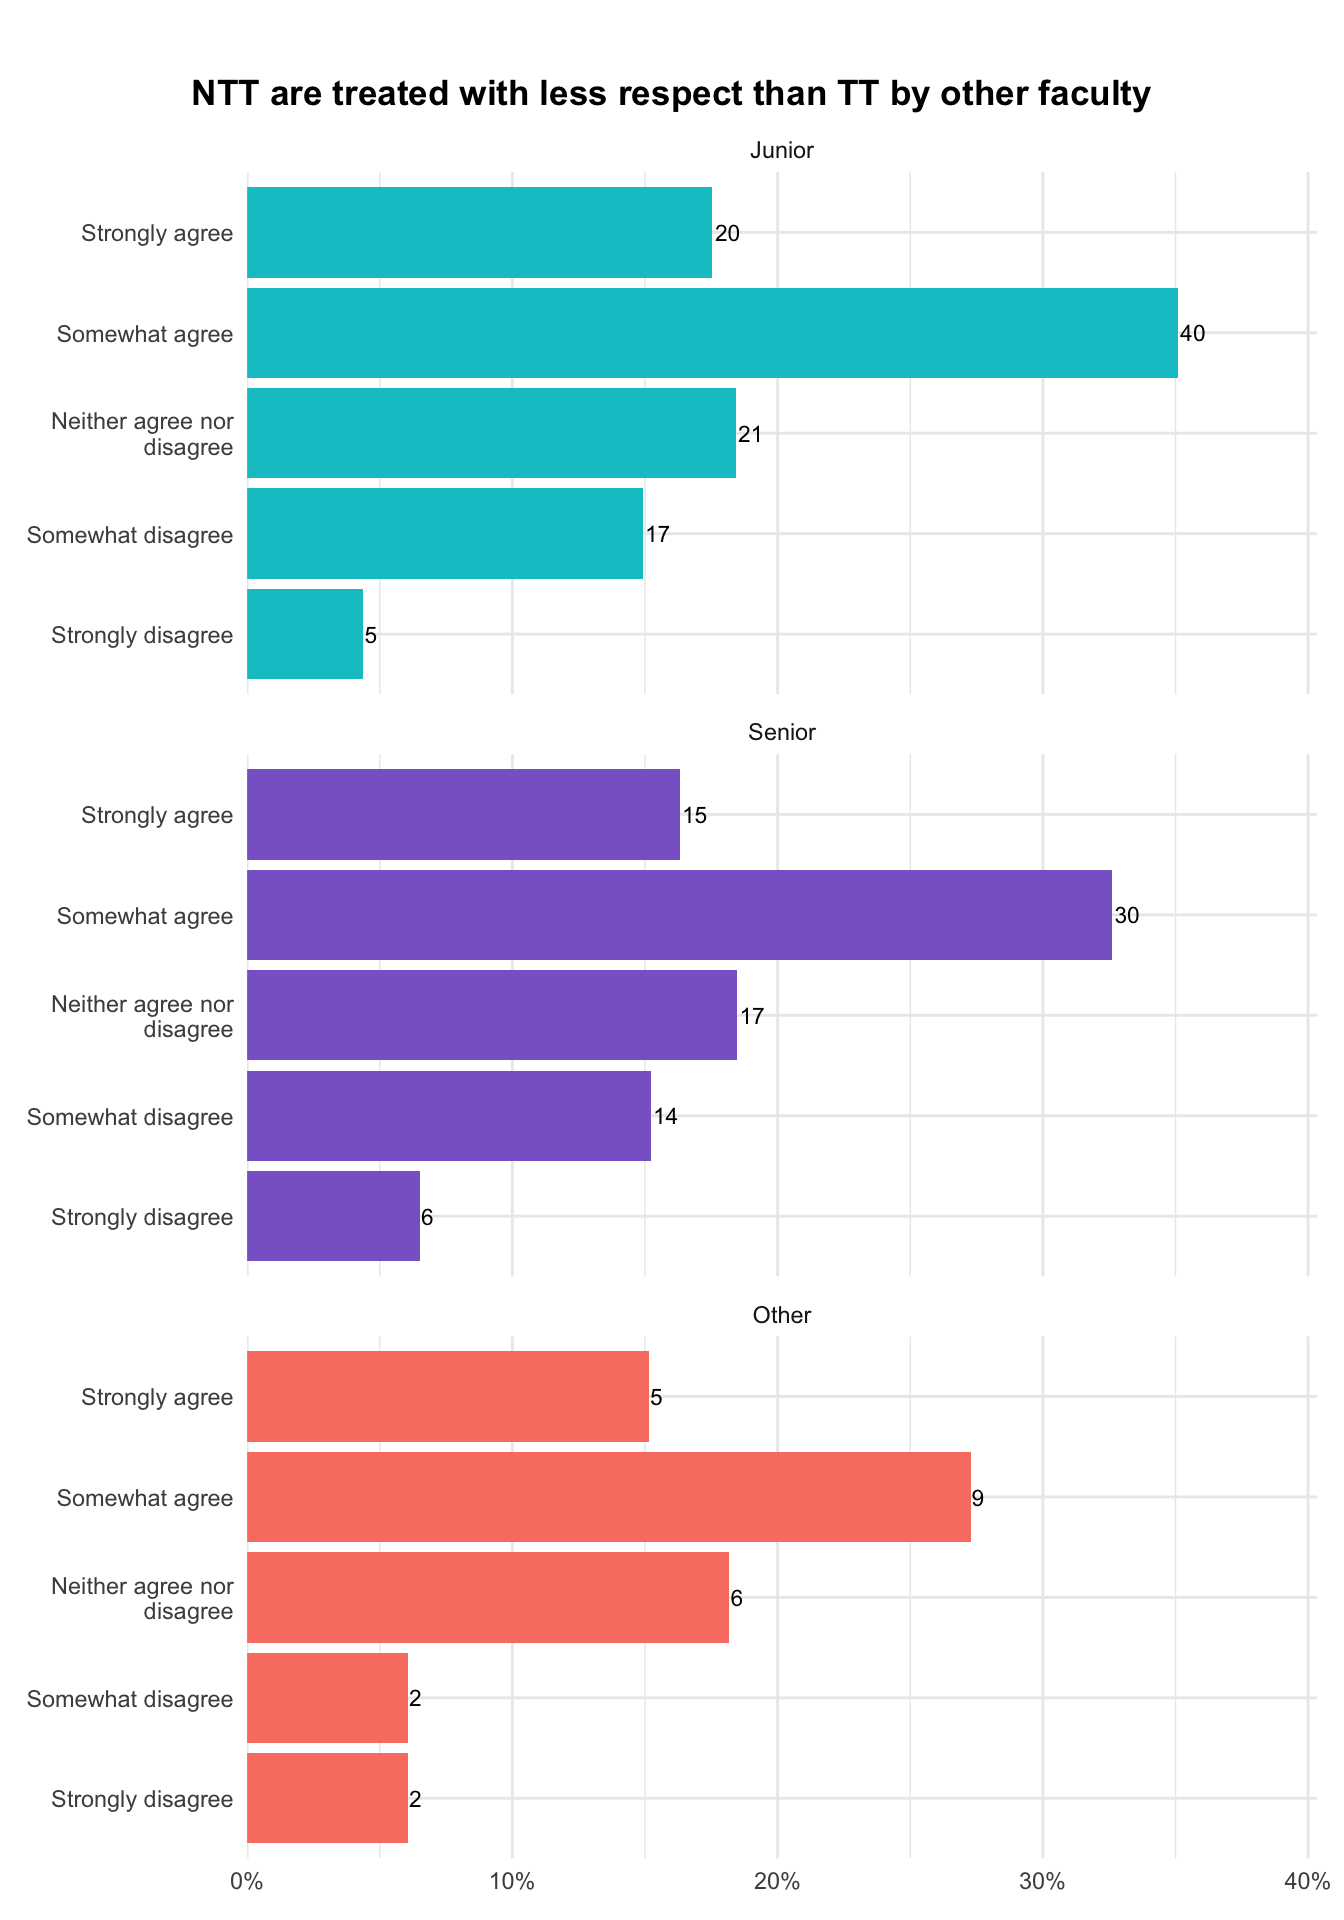 NTT are treated with less respect than TT by other faculty
Junior
Strongly agree
20
Somewhat agree
40
Neither agree nor
disagree
21
Somewhat disagree
17
Strongly disagree
5
Senior
Strongly agree
15
Somewhat agree
30
Neither agree nor
disagree
17
Somewhat disagree
14
Strongly disagree
6
Other
Strongly agree
5
Somewhat agree
9
Neither agree nor
disagree
6
Somewhat disagree
2
Strongly disagree
2
0% 10% 20% 30% 40%